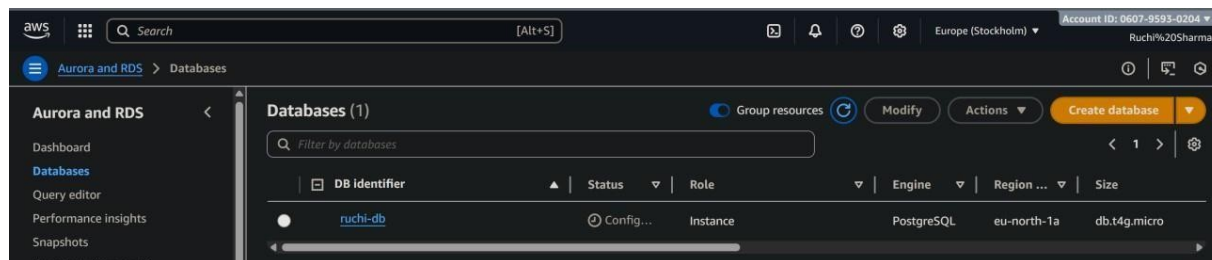 aws Search [Alt+S] Europe (Stockholm) Account ID: 0607-9593-0204
Ruchi%20Sharma
Aurora and RDS > Databases
Aurora and RDS
Databases (1) Group resources Modify Actions Create database
Dashboard
Filter by databases
1
Databases
DB identifier Status Role Engine Region ... Size
Query editor
Performance insights
ruchi-db Config... Instance PostgreSQL eu-north-1a db.t4g.micro
Snapshots